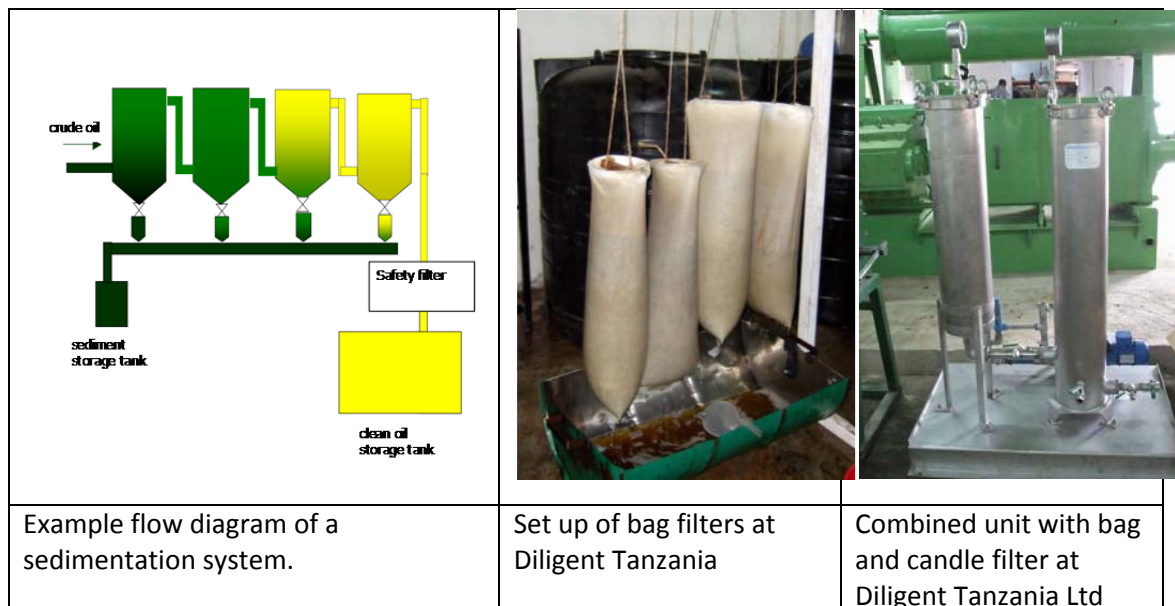 crude oil
Safety filter
sediment
storage tank
clean oil
storage tank
Example flow diagram of a
sedimentation system.
Set up of bag filters at
Diligent Tanzania
Combined unit with bag
and candle filter at
Diligent Tanzania Ltd